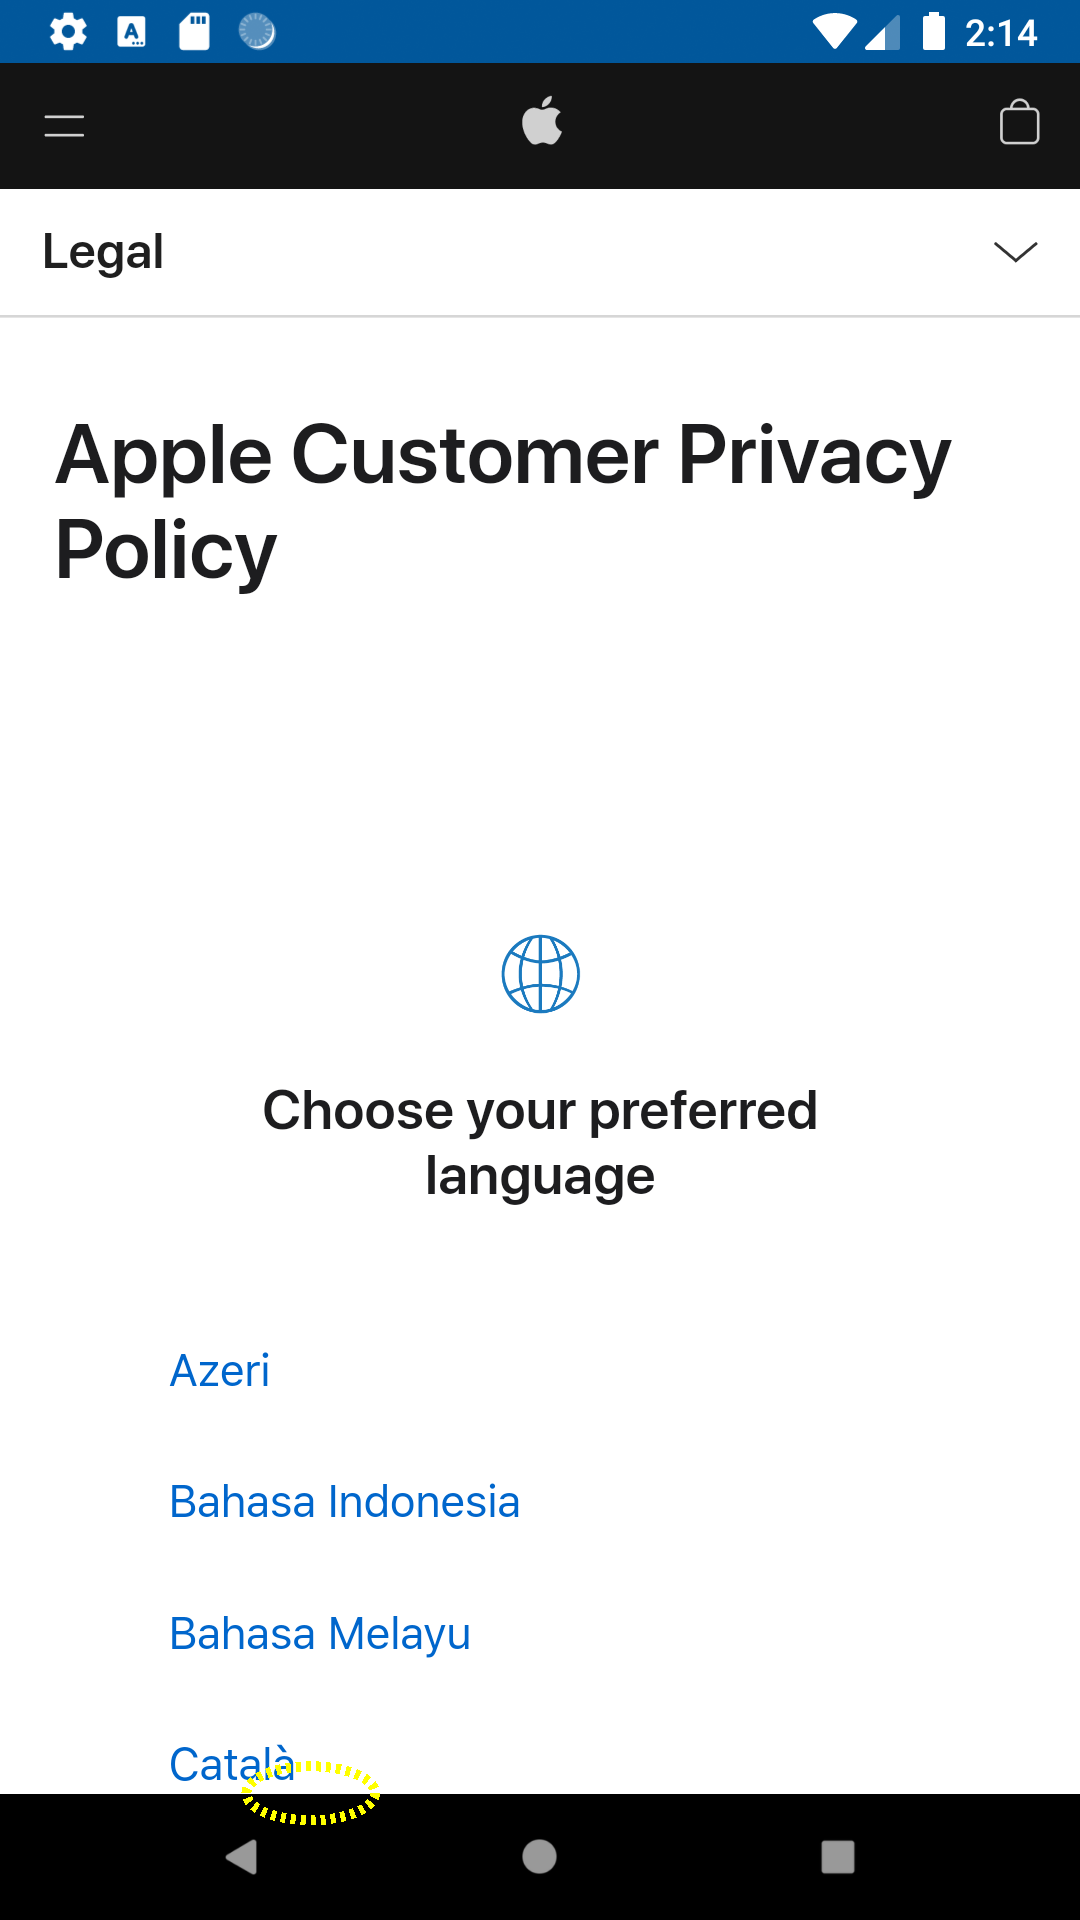 2:14
Legal
Apple Customer Privacy
Policy
Choose your preferred
language
Azeri
Bahasa Indonesia
Bahasa Melayu
Català